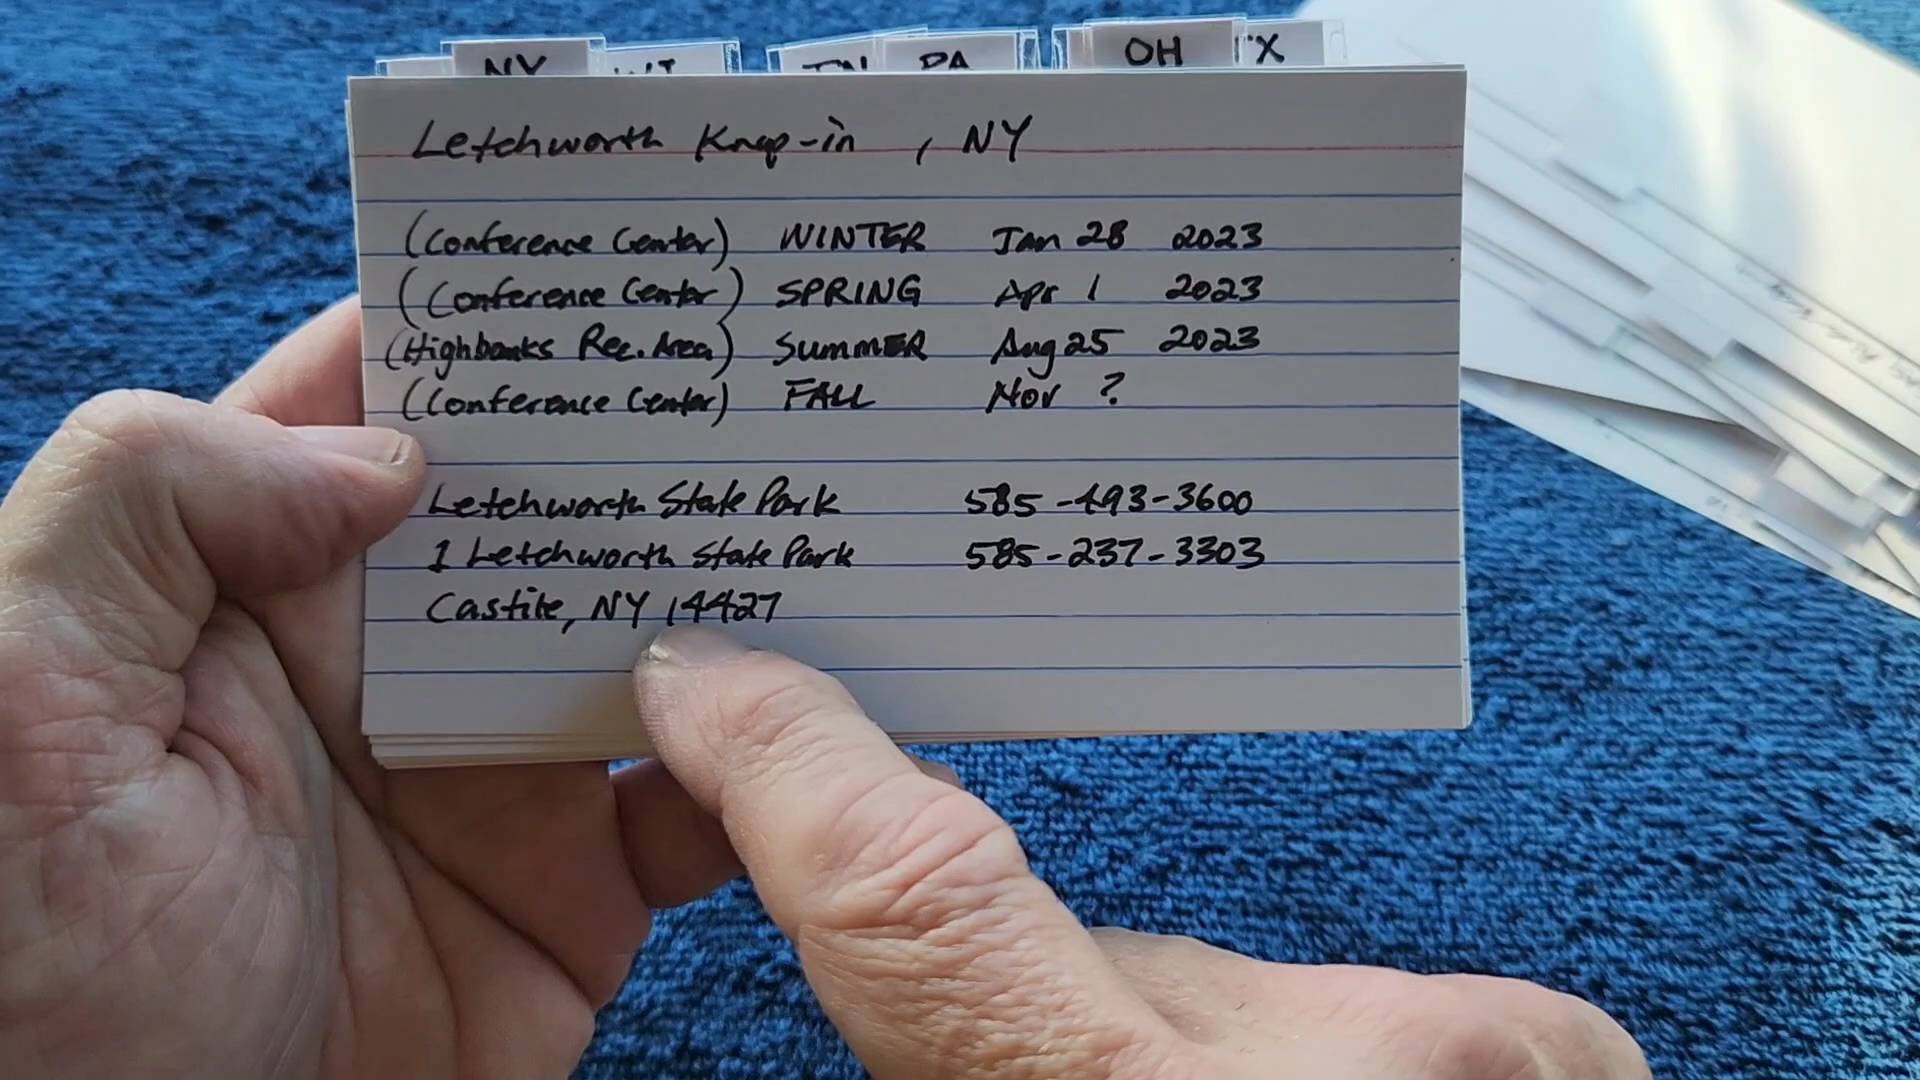 NY WI TN PA OH TX
Letchworth Knap-in , NY
(Conference Center) WINTER Jan 28 2023
(Conference Center) SPRING Apr 1 2023
(Highbanks Rec. Area) SUMMER Aug 25 2023
(Conference Center) FALL Nov ?
Letchworth State Park 585-493-3600
1 Letchworth State Park 585-237-3303
Castile, NY 14427